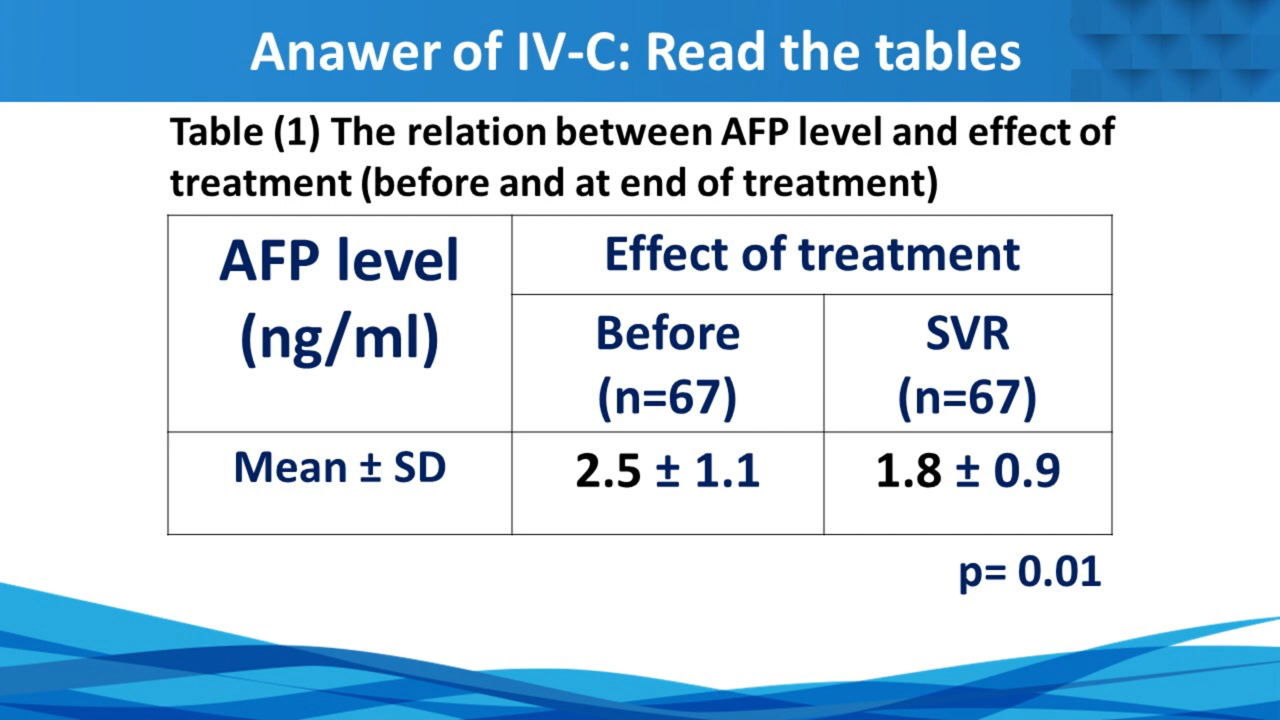 Anawer of IV-C: Read the tables
Table (1) The relation between AFP level and effect of
treatment (before and at end of treatment)
AFP level
(ng/ml)
Effect of treatment
Before
(n=67)
SVR
(n=67)
Mean ± SD
2.5 ± 1.1
1.8 ± 0.9
p= 0.01